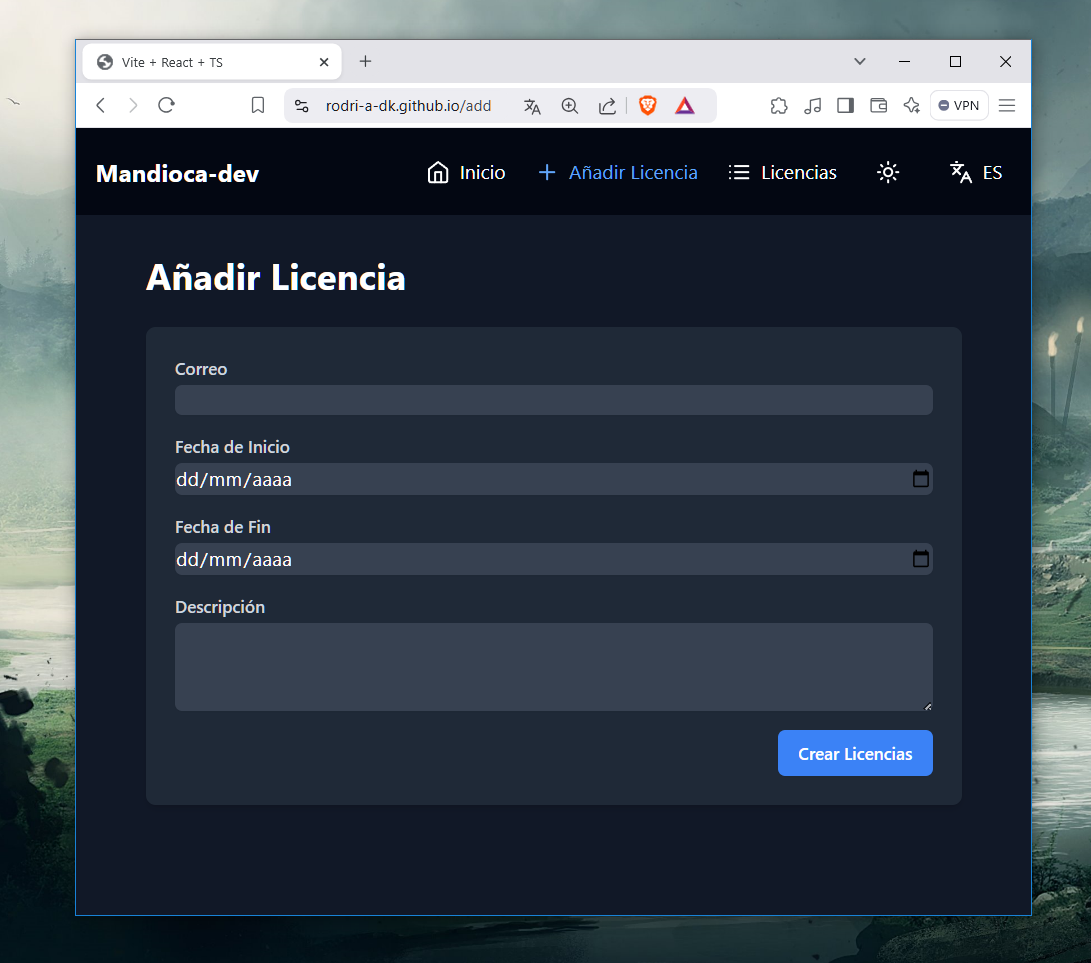 Vite + React + TS
rodri-a-dk.github.io/add
VPN
Mandioca-dev
Inicio
Añadir Licencia
Licencias
ES
Añadir Licencia
Correo
Fecha de Inicio
dd/mm/aaaa
Fecha de Fin
dd/mm/aaaa
Descripción
Crear Licencias